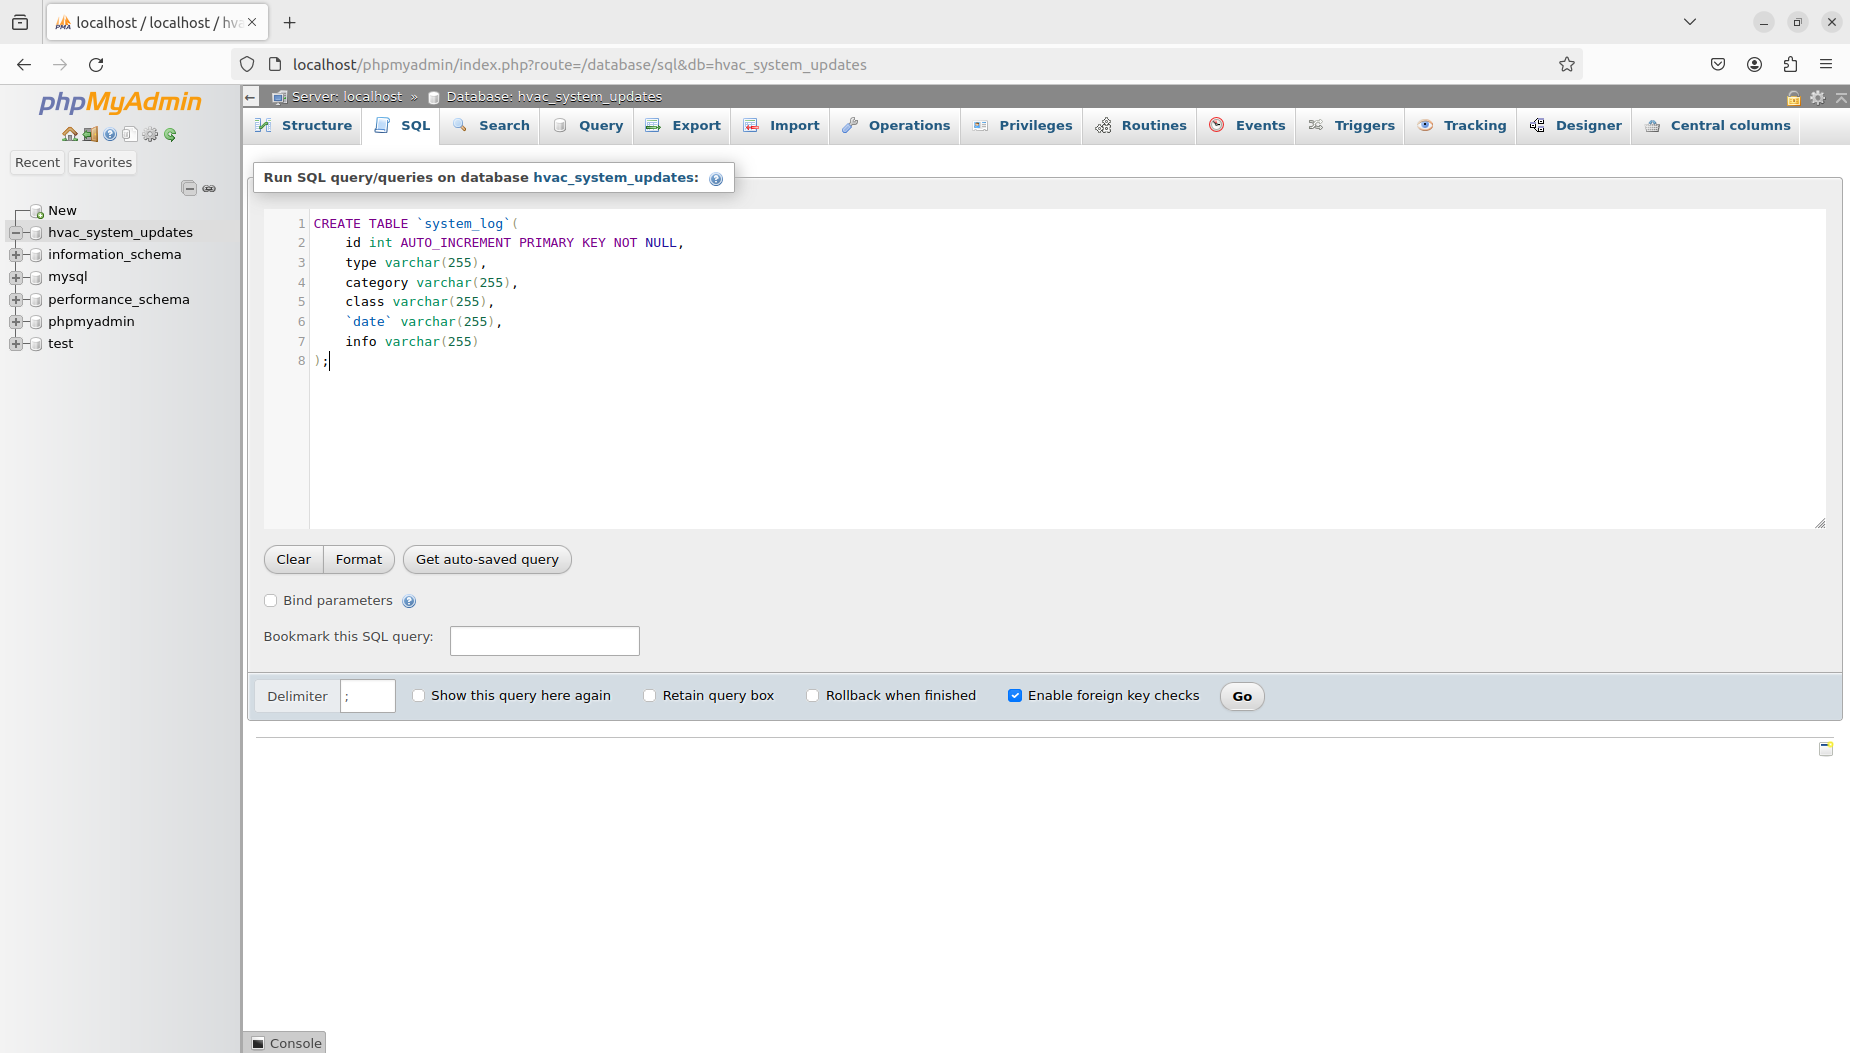 localhost / localhost / hva
localhost/phpmyadmin/index.php?route=/database/sql&db=hvac_system_updates
phpMyAdmin
Recent
Favorites
New
hvac_system_updates
information_schema
mysql
performance_schema
phpmyadmin
test
Server: localhost » Database: hvac_system_updates
Structure SQL Search Query Export Import Operations Privileges Routines Events Triggers Tracking Designer Central columns
Run SQL query/queries on database hvac_system_updates:
1 CREATE TABLE `system_log`(
2     id int AUTO_INCREMENT PRIMARY KEY NOT NULL,
3     type varchar(255),
4     category varchar(255),
5     class varchar(255),
6     `date` varchar(255),
7     info varchar(255)
8 );
Clear Format Get auto-saved query
Bind parameters
Bookmark this SQL query:
Delimiter ; Show this query here again Retain query box Rollback when finished Enable foreign key checks Go
Console